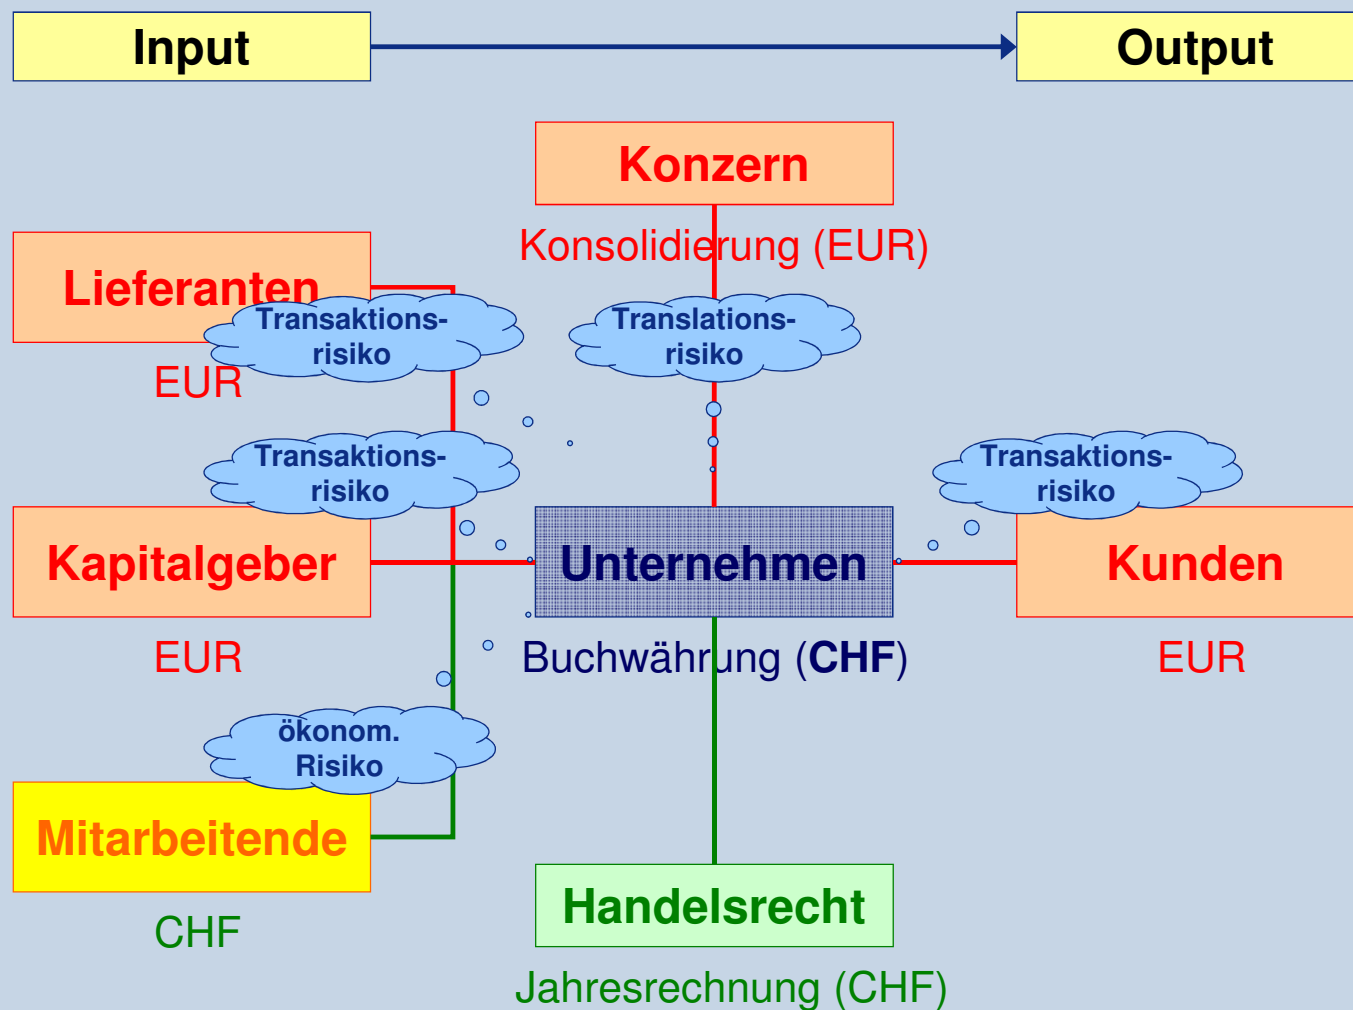 Input
Output
Konzern
Konsolidierung (EUR)
Lieferanten
Transaktions-
risiko
EUR
Translations-
risiko
Transaktions-
risiko
Kapitalgeber
EUR
Unternehmen
Buchwährung (CHF)
Transaktions-
risiko
Kunden
EUR
ökonom.
Risiko
Mitarbeitende
CHF
Handelsrecht
Jahresrechnung (CHF)